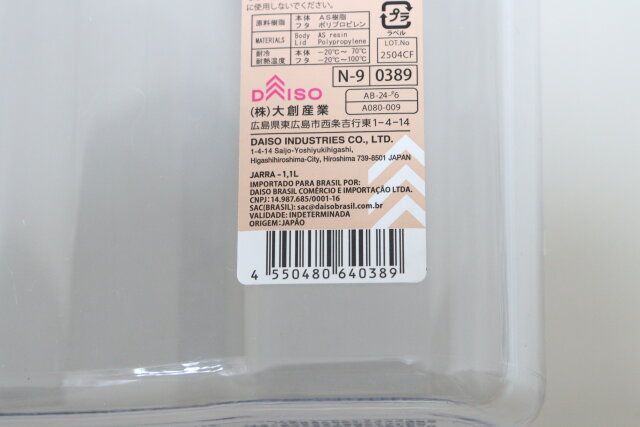 に使用しないでください。
原料樹脂 本体 AS樹脂
フタ ポリプロピレン
MATERIALS Body AS resin
Lid Polypropylene
耐冷 本体 −20℃〜 70℃
耐熱温度 フタ −20℃〜100℃
プラ
ラベル
LOT.No
2504CF
N-9 0389
DAISO
AB-24-
A080-009
(株)大創産業
広島県東広島市西条吉行東1-4-14
DAISO INDUSTRIES CO., LTD.
1-4-14 Saijo-Yoshiyukihigashi,
Higashihiroshima-City, Hiroshima 739-8501 JAPAN
JARRA - 1,1L
IMPORTADO PARA BRASIL POR:
DAISO BRASIL COMÉRCIO E IMPORTAÇÃO LTDA.
CNPJ: 14.987.685/0001-16
SAC(BRASIL): sac@daisobrasil.com.br
VALIDADE: INDETERMINADA
ORIGEM: JAPÃO
4 550480 640389